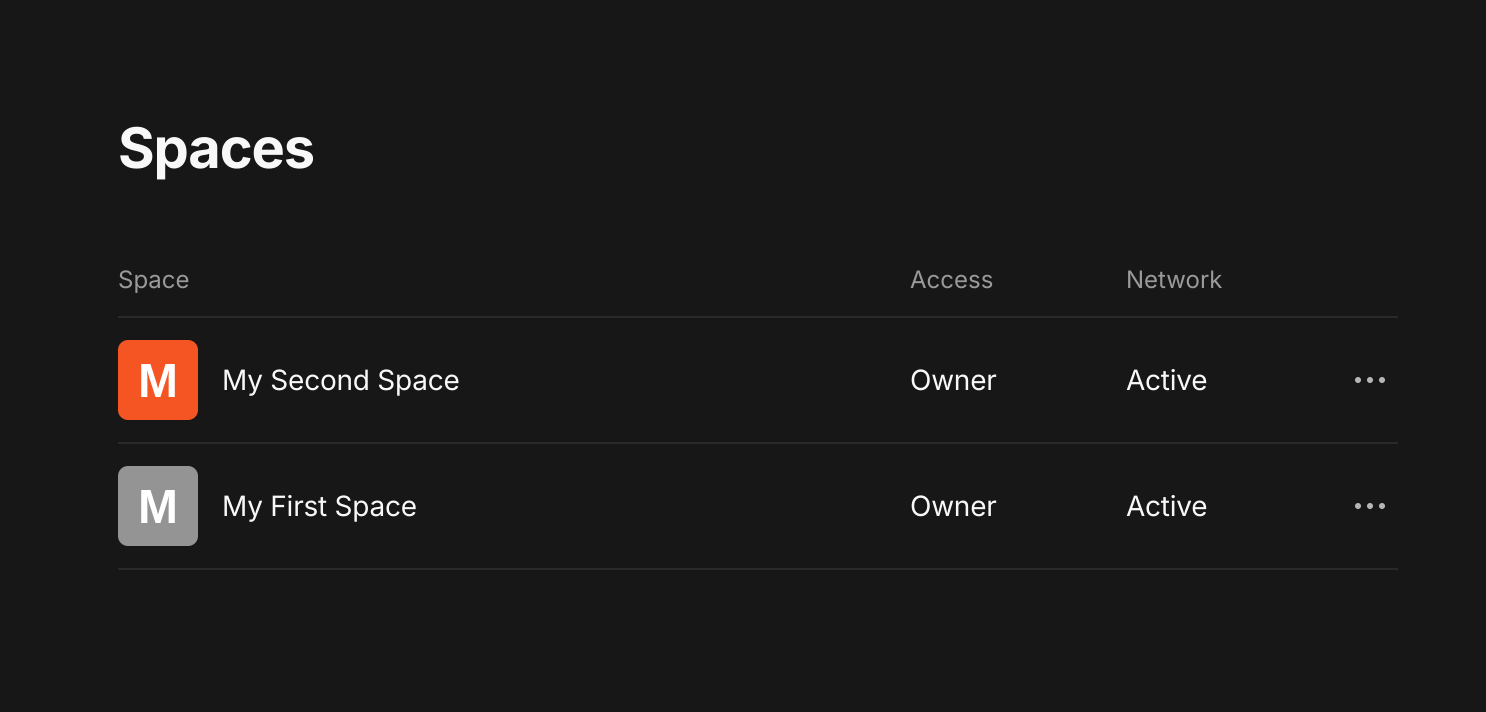 Spaces
Space Access Network
M My Second Space Owner Active
M My First Space Owner Active